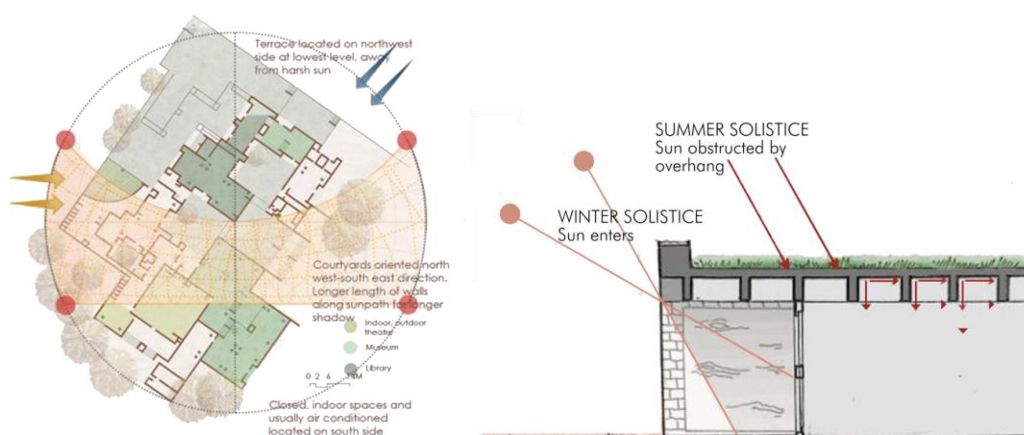 Terrace located on northwest
side at lowest level, away
from harsh sun
Courtyards oriented north
west-south east direction.
Longer length of walls
along sunpath for longer
shadow
Indoor, outdoor
theatre
Museum
Library
0 2 6 14M
Closed, indoor spaces and
usually air conditioned
located on south side
SUMMER SOLISTICE
Sun obstructed by
overhang
WINTER SOLISTICE
Sun enters